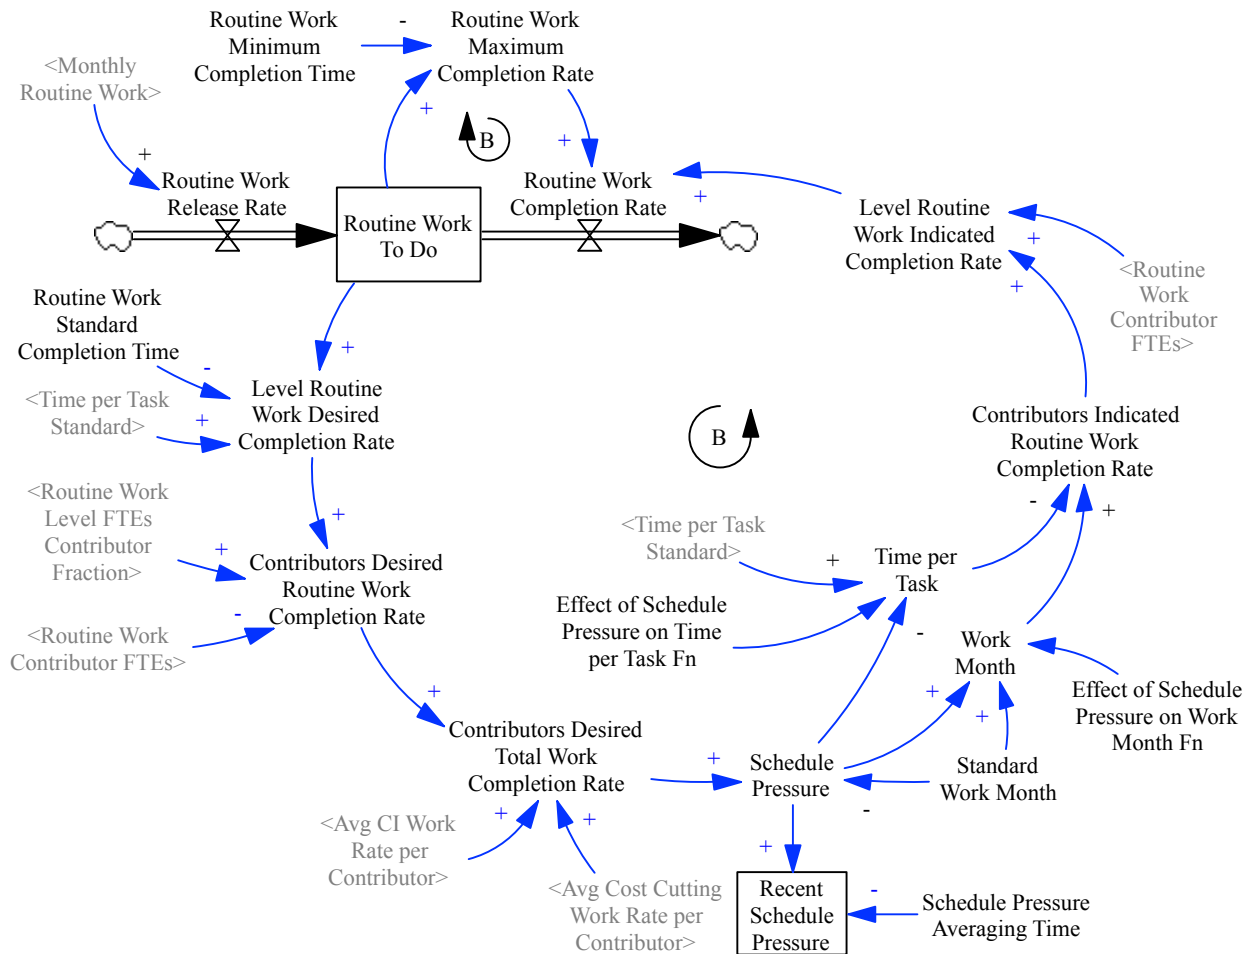 Routine Work
Minimum
Completion Time
-
Routine Work
Maximum
Completion Rate
<Monthly
Routine Work>
+
+
+
B
Routine Work
Release Rate
Routine Work
To Do
Routine Work
Completion Rate
+
Level Routine
Work Indicated
Completion Rate
+
+
<Routine
Work
Contributor
FTEs>
Routine Work
Standard
Completion Time
-
+
<Time per Task
Standard>
+
Level Routine
Work Desired
Completion Rate
B
Contributors Indicated
Routine Work
Completion Rate
-
+
<Routine Work
Level FTEs
Contributor
Fraction>
+
+
Contributors Desired
Routine Work
Completion Rate
-
<Routine Work
Contributor FTEs>
<Time per Task
Standard>
+
Time per
Task
Effect of Schedule
Pressure on Time
per Task Fn
-
Work
Month
+
+
Effect of Schedule
Pressure on Work
Month Fn
+
Contributors Desired
Total Work
Completion Rate
+
Schedule
Pressure
Standard
Work Month
-
<Avg CI Work
Rate per
Contributor>
+
+
<Avg Cost Cutting
Work Rate per
Contributor>
+
Recent
Schedule
Pressure
-
Schedule Pressure
Averaging Time